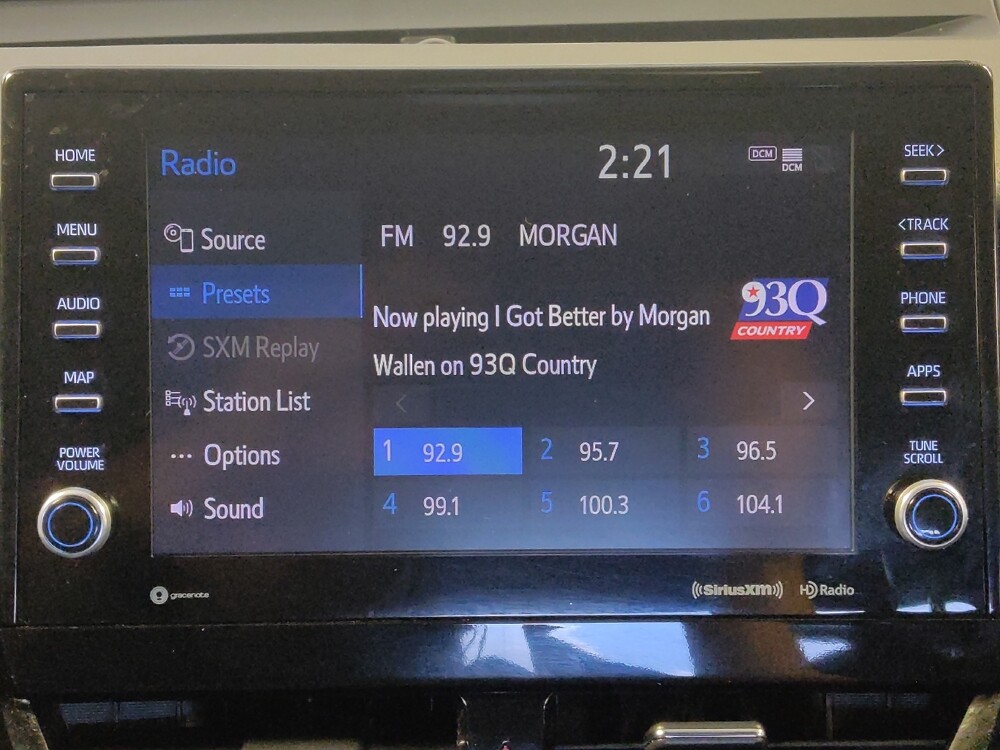 HOME
MENU
AUDIO
MAP
POWER
VOLUME
Radio
2:21
DCM
DCM
Source
Presets
SXM Replay
Station List
Options
Sound
FM 92.9 MORGAN
Now playing I Got Better by Morgan
Wallen on 93Q Country
93Q
COUNTRY
< >
1 92.9 2 95.7 3 96.5
4 99.1 5 100.3 6 104.1
SEEK>
<TRACK
PHONE
APPS
TUNE
SCROLL
gracenote
((SiriusXM)) HD Radio